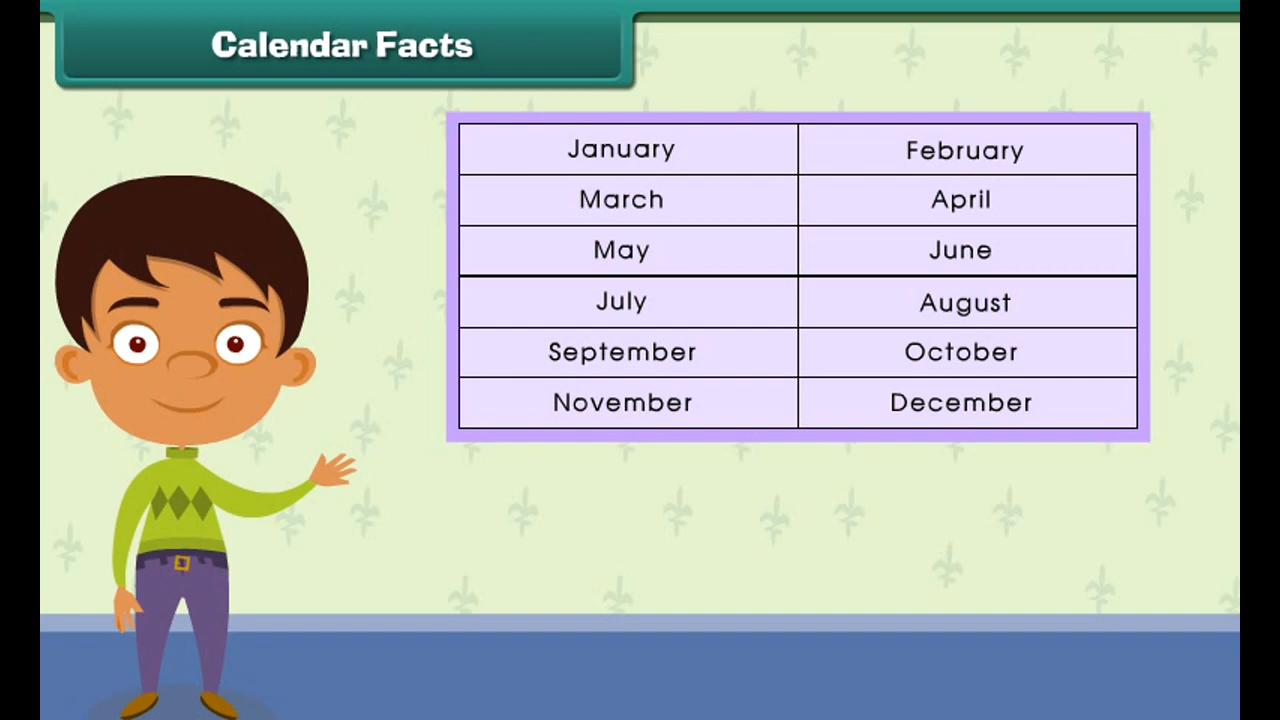 Calendar Facts
January February
March April
May June
July August
September October
November December